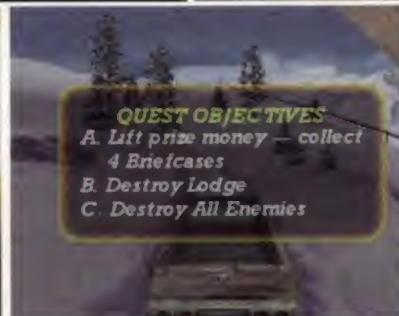 QUEST OBJECTIVES
A. Lift prize money — collect
4 Briefcases
B. Destroy Lodge
C. Destroy All Enemies